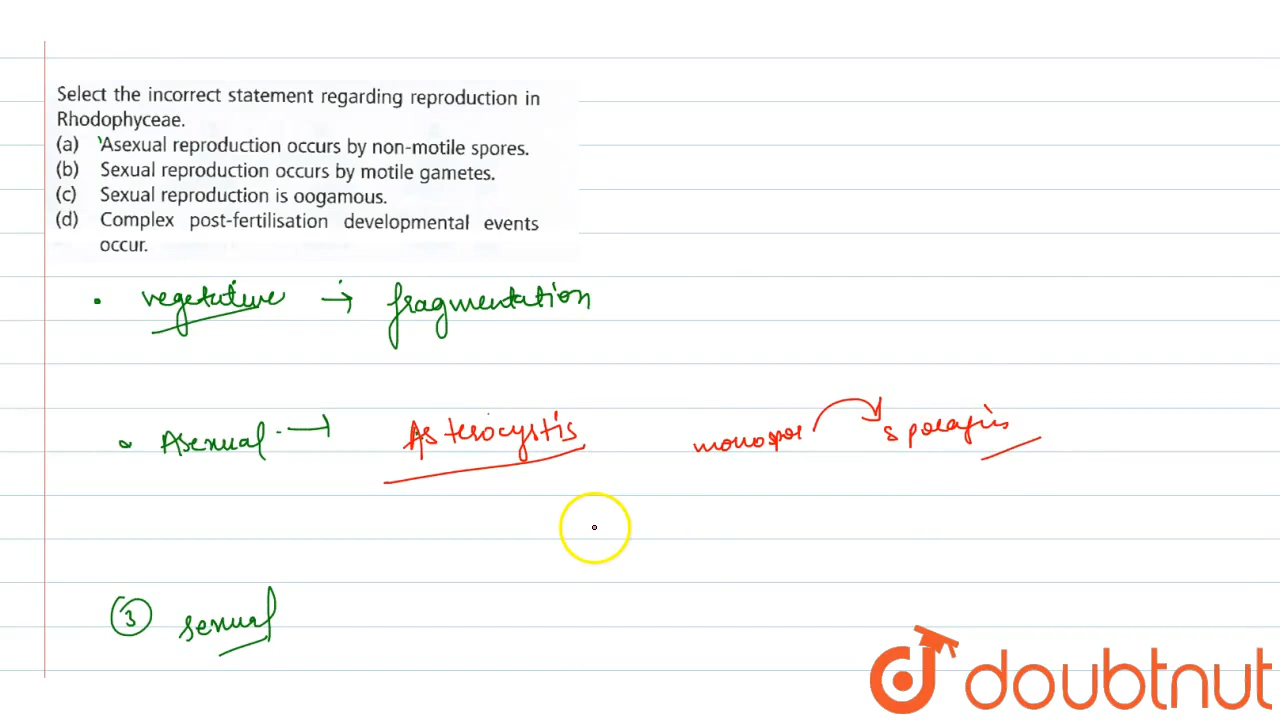 Select the incorrect statement regarding reproduction in
Rhodophyceae.
(a) Asexual reproduction occurs by non-motile spores.
(b) Sexual reproduction occurs by motile gametes.
(c) Sexual reproduction is oogamous.
(d) Complex post-fertilisation developmental events
occur.
• vegetative → fragmentation
• Asexual → Asterocystis monospor
③ sexual
doubtnut